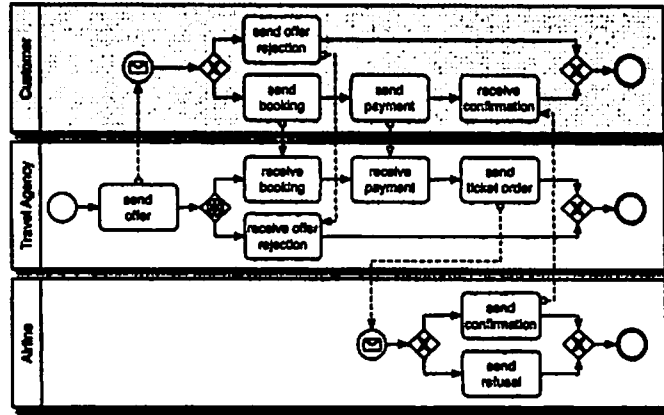 Customer
send offer
rejection
send
booking
send
payment
receive
confirmation
Travel Agency
send
offer
receive
booking
receive
payment
send
ticket order
receive offer
rejection
Airline
send
confirmation
send
refusal